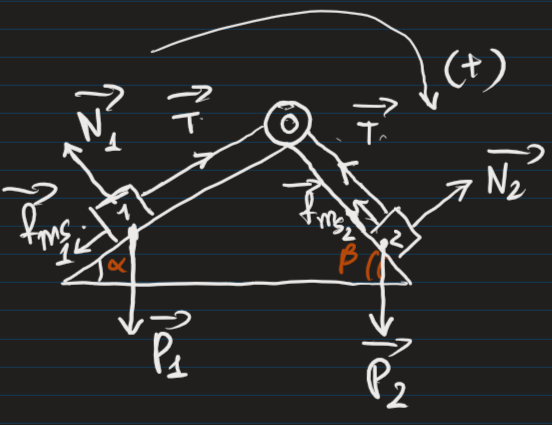 (+)
N₁
T
T
N₂
fms₁
1
fms₂
2
α
β
P₁
P₂